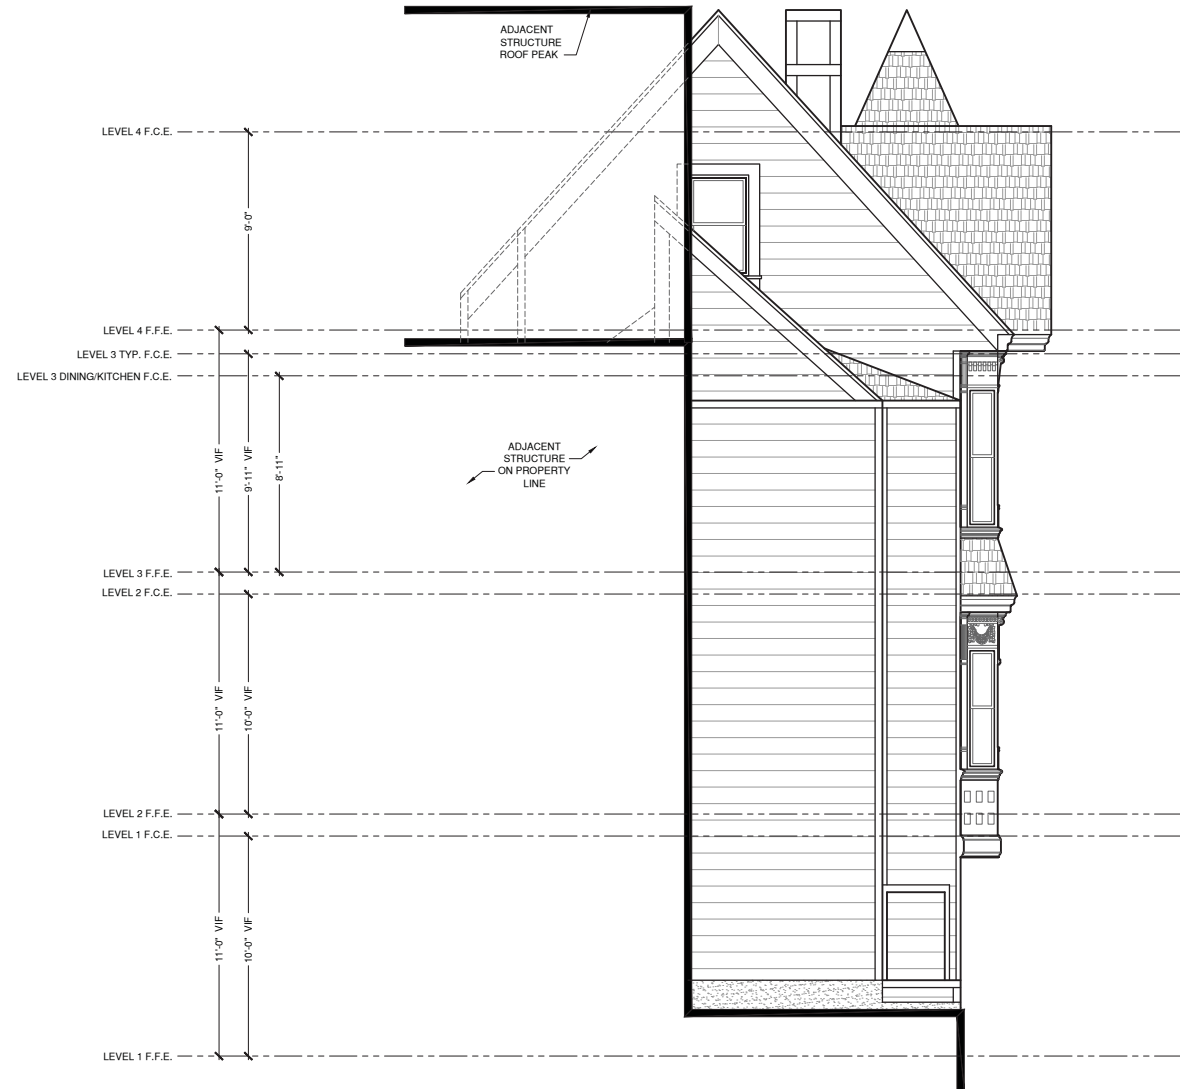 ADJACENT
STRUCTURE
ROOF PEAK
LEVEL 4 F.C.E.
9'-0"
LEVEL 4 F.F.E.
LEVEL 3 TYP. F.C.E.
LEVEL 3 DINING/KITCHEN F.C.E.
11'-0" VIF
9'-11" VIF
8'-11"
ADJACENT
STRUCTURE
ON PROPERTY
LINE
LEVEL 3 F.F.E.
LEVEL 2 F.C.E.
11'-0" VIF
10'-0" VIF
LEVEL 2 F.F.E.
LEVEL 1 F.C.E.
11'-0" VIF
10'-0" VIF
LEVEL 1 F.F.E.